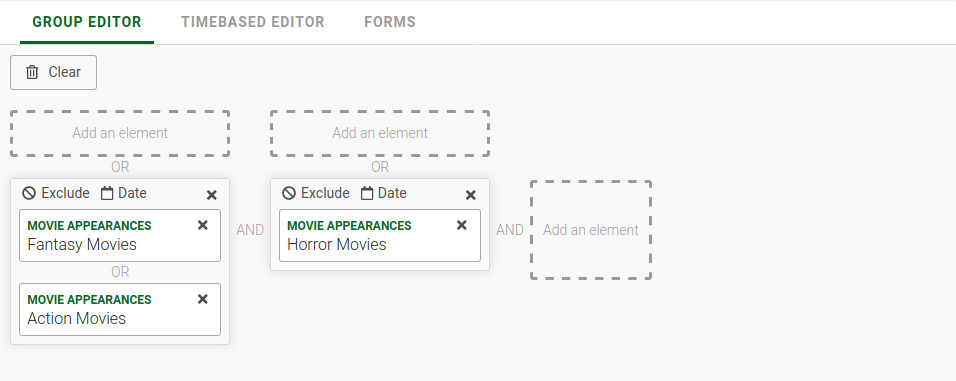 GROUP EDITOR TIMEBASED EDITOR FORMS
Clear
Add an element Add an element
OR OR
Exclude Date Exclude Date
MOVIE APPEARANCES MOVIE APPEARANCES
Fantasy Movies AND Horror Movies AND Add an element
OR
MOVIE APPEARANCES
Action Movies